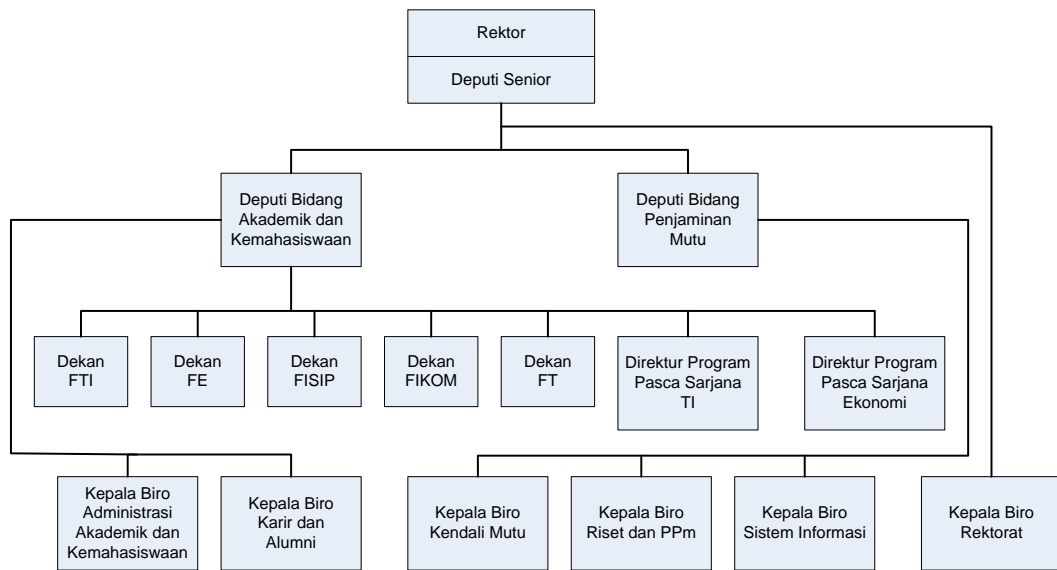 Rektor
Deputi Senior
Deputi Bidang
Akademik dan
Kemahasiswaan
Deputi Bidang
Penjaminan
Mutu
Dekan
FTI
Dekan
FE
Dekan
FISIP
Dekan
FIKOM
Dekan
FT
Direktur Program
Pasca Sarjana
TI
Direktur Program
Pasca Sarjana
Ekonomi
Kepala Biro
Administrasi
Akademik dan
Kemahasiswaan
Kepala Biro
Karir dan
Alumni
Kepala Biro
Kendali Mutu
Kepala Biro
Riset dan PPm
Kepala Biro
Sistem Informasi
Kepala Biro
Rektorat